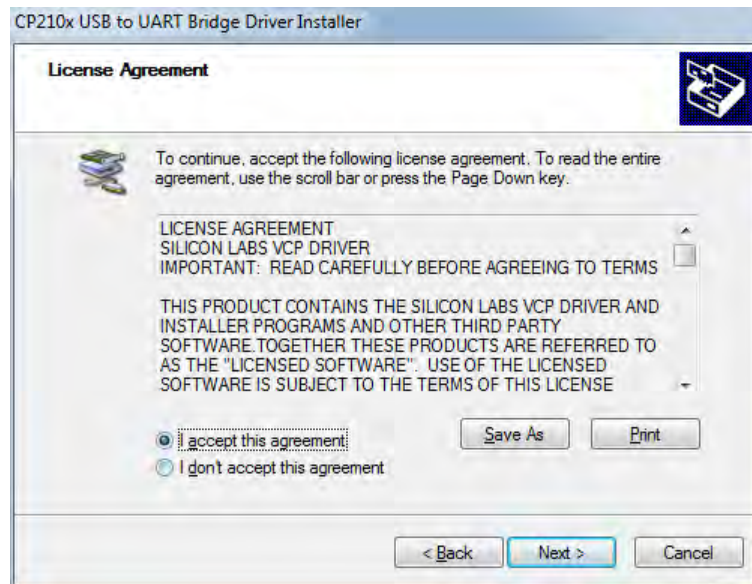 CP210x USB to UART Bridge Driver Installer
License Agreement
To continue, accept the following license agreement. To read the entire
agreement, use the scroll bar or press the Page Down key.
LICENSE AGREEMENT
SILICON LABS VCP DRIVER
IMPORTANT: READ CAREFULLY BEFORE AGREEING TO TERMS
THIS PRODUCT CONTAINS THE SILICON LABS VCP DRIVER AND
INSTALLER PROGRAMS AND OTHER THIRD PARTY
SOFTWARE.TOGETHER THESE PRODUCTS ARE REFERRED TO
AS THE "LICENSED SOFTWARE". USE OF THE LICENSED
SOFTWARE IS SUBJECT TO THE TERMS OF THIS LICENSE
I accept this agreement
Save As
Print
I don't accept this agreement
< Back
Next >
Cancel